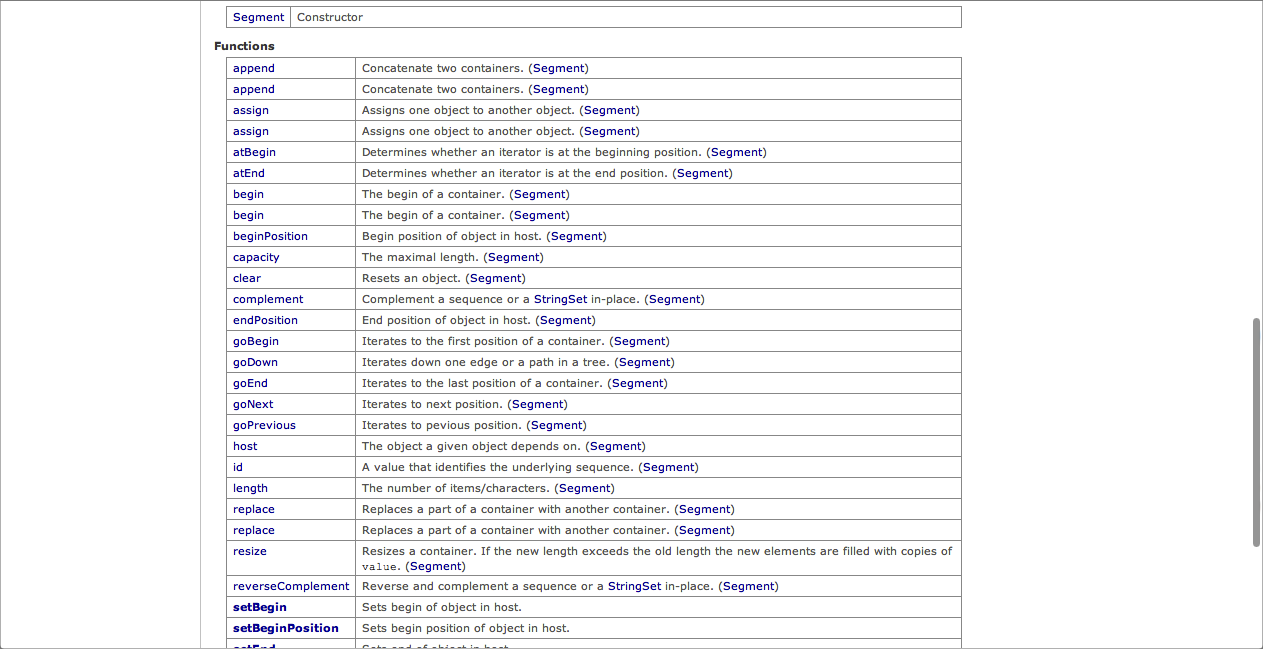 Segment Constructor
Functions
append Concatenate two containers. (Segment)
append Concatenate two containers. (Segment)
assign Assigns one object to another object. (Segment)
assign Assigns one object to another object. (Segment)
atBegin Determines whether an iterator is at the beginning position. (Segment)
atEnd Determines whether an iterator is at the end position. (Segment)
begin The begin of a container. (Segment)
begin The begin of a container. (Segment)
beginPosition Begin position of object in host. (Segment)
capacity The maximal length. (Segment)
clear Resets an object. (Segment)
complement Complement a sequence or a StringSet in-place. (Segment)
endPosition End position of object in host. (Segment)
goBegin Iterates to the first position of a container. (Segment)
goDown Iterates down one edge or a path in a tree. (Segment)
goEnd Iterates to the last position of a container. (Segment)
goNext Iterates to next position. (Segment)
goPrevious Iterates to pevious position. (Segment)
host The object a given object depends on. (Segment)
id A value that identifies the underlying sequence. (Segment)
length The number of items/characters. (Segment)
replace Replaces a part of a container with another container. (Segment)
replace Replaces a part of a container with another container. (Segment)
resize Resizes a container. If the new length exceeds the old length the new elements are filled with copies of
value. (Segment)
reverseComplement Reverse and complement a sequence or a StringSet in-place. (Segment)
setBegin Sets begin of object in host.
setBeginPosition Sets begin position of object in host.
setEnd Sets end of object in host.